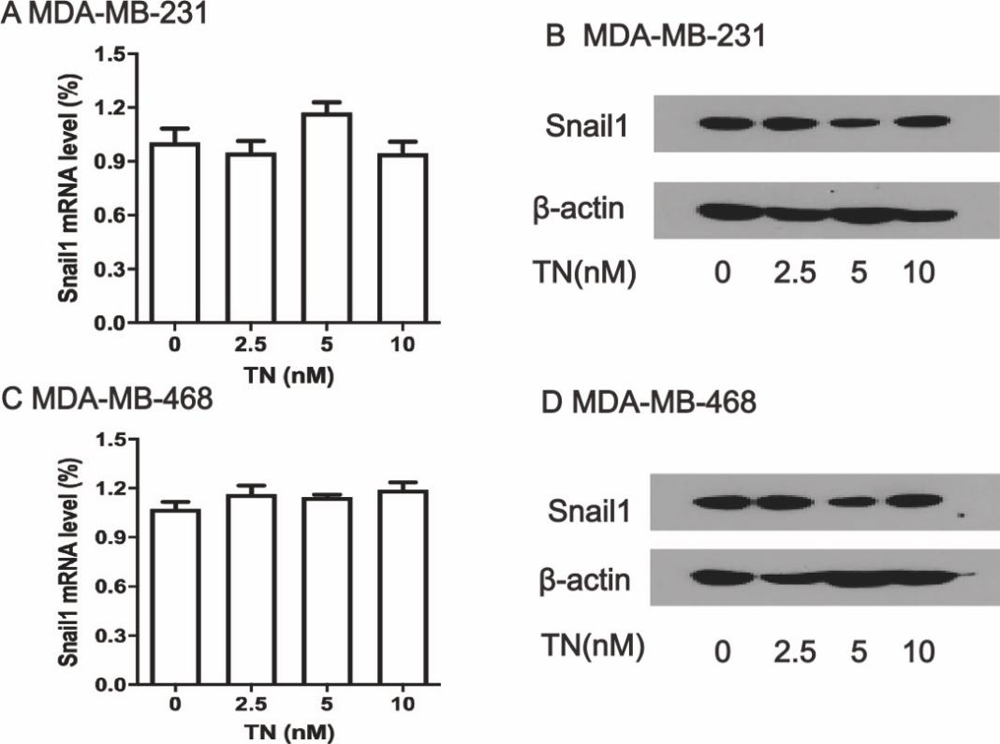 A MDA-MB-231
Snail1 mRNA level (%)
1.5
1.2
0.9
0.6
0.3
0.0
0 2.5 5 10
TN (nM)
B MDA-MB-231
Snail1
β-actin
TN(nM) 0 2.5 5 10
C MDA-MB-468
Snail1 mRNA level (%)
1.5
1.2
0.9
0.6
0.3
0.0
0 2.5 5 10
TN (nM)
D MDA-MB-468
Snail1
β-actin
TN(nM) 0 2.5 5 10